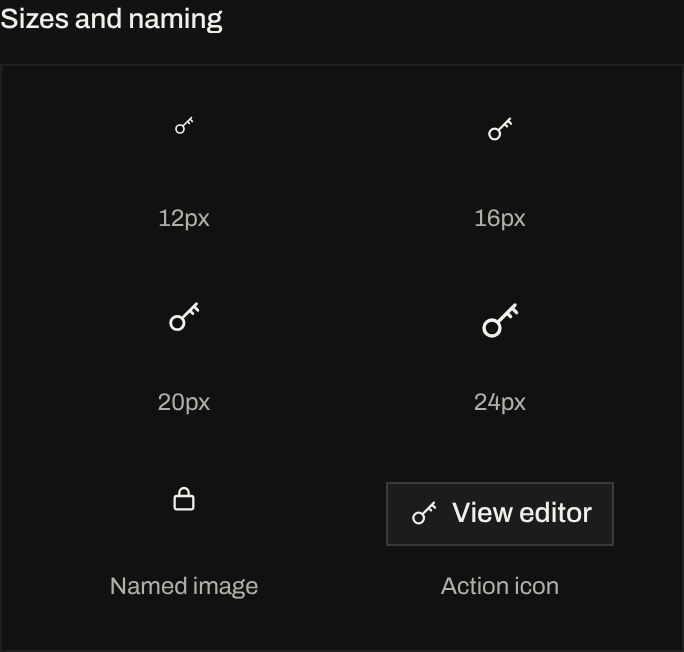 Sizes and naming
12px
16px
20px
24px
View editor
Named image
Action icon